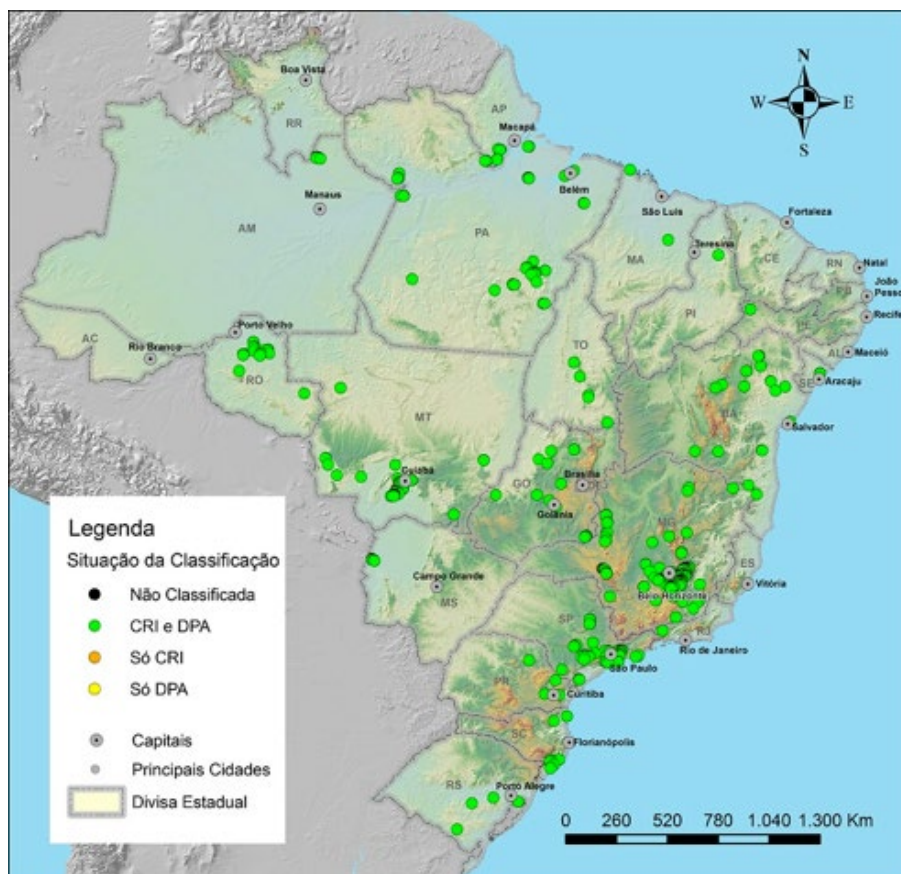 N
W E
S
Boa Vista
RR
AP
Macapá
Belém
Manaus
São Luis
Fortaleza
AM
PA
Teresina
MA
CE
RN
Natal
João
Pesso
PB
Recife
PI
PE
Porto Velho
AC
Rio Branco
TO
AL
Maceió
SE
Aracaju
RO
MT
BA
Salvador
Cuiabá
GO
Brasília
DF
Goiânia
MG
Legenda
Situação da Classificação
Não Classificada
CRI e DPA
Só CRI
Só DPA
Capitais
Principais Cidades
Divisa Estadual
ES
Campo Grande
Belo Horizonte
Vitória
MS
SP
RJ
São Paulo
Rio de Janeiro
PR
Curitiba
SC
Florianópolis
RS
Porto Alegre
0 260 520 780 1.040 1.300 Km